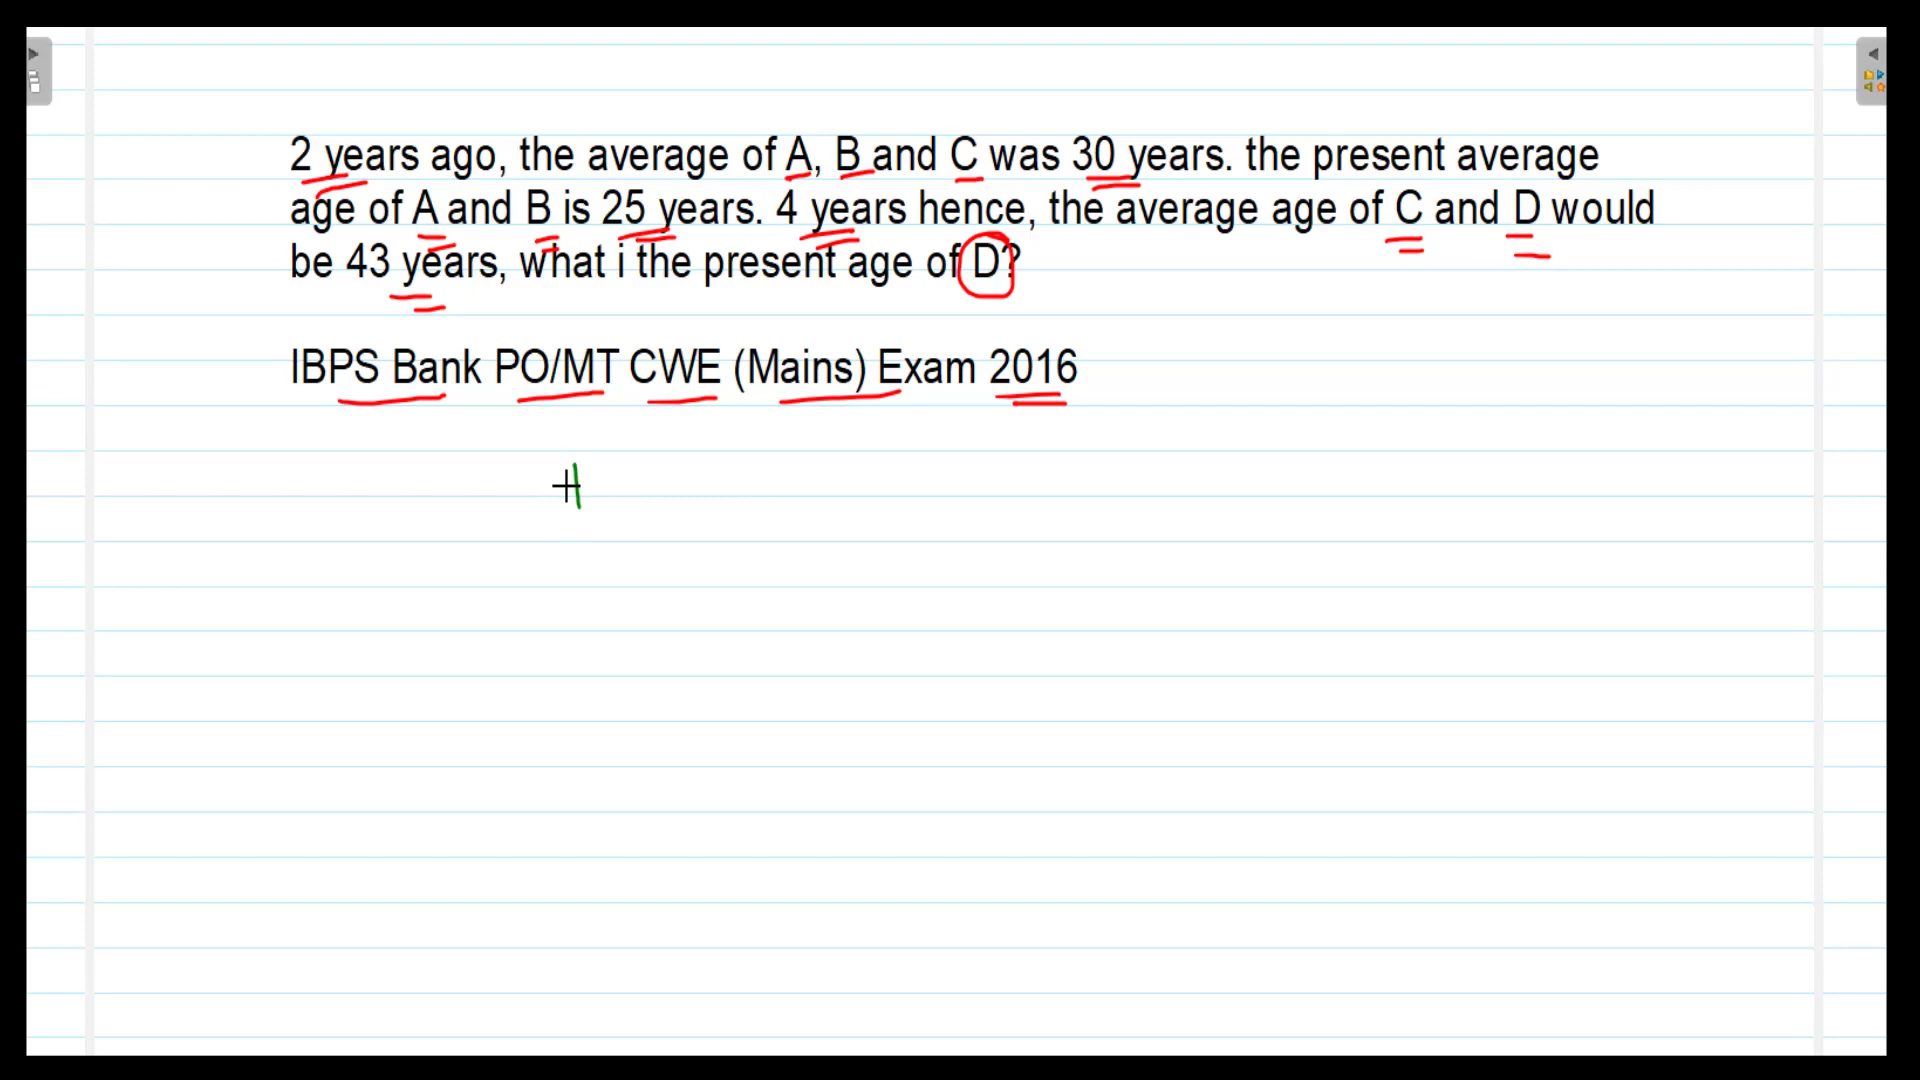 2 years ago, the average of A, B and C was 30 years. the present average
age of A and B is 25 years. 4 years hence, the average age of C and D would
be 43 years, what i the present age of D?
IBPS Bank PO/MT CWE (Mains) Exam 2016